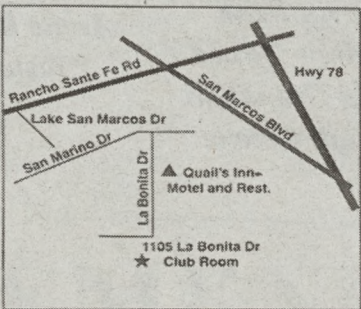 Hwy 78
Rancho Sante Fe Rd
San Marcos Blvd
Lake San Marcos Dr
San Marino Dr
La Bonita Dr
Quail's Inn-
Motel and Rest.
1105 La Bonita Dr
Club Room